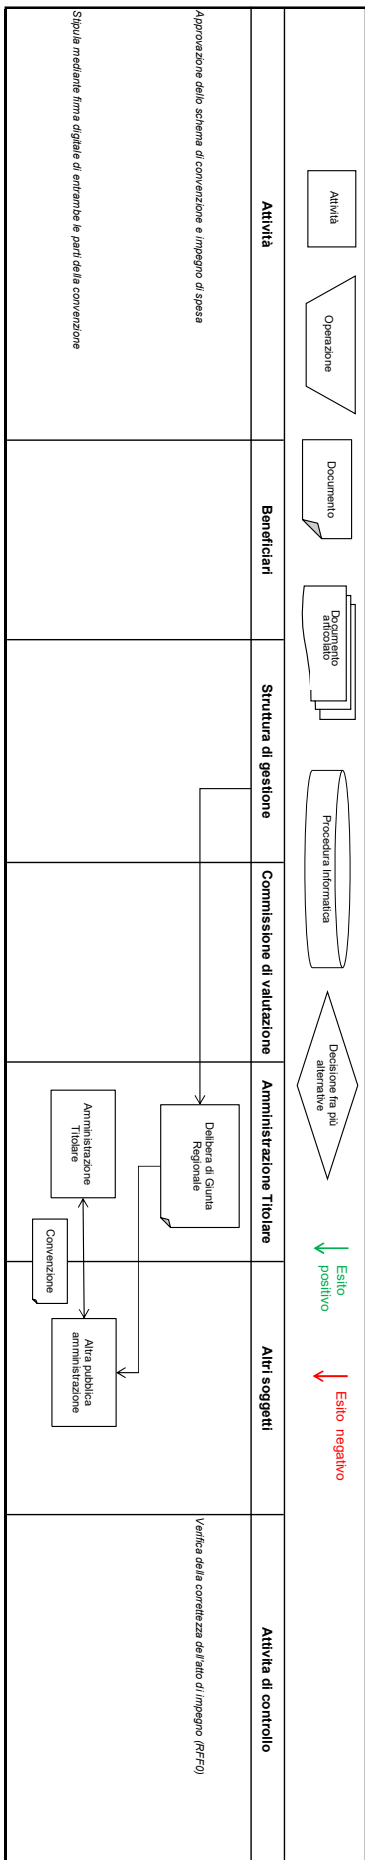 Attività
Operazione
Documento
Documento
articolato
Procedura Informatica
Decisione fra più
alternative
Esito
positivo
Esito negativo
Attività
Beneficiari
Struttura di gestione
Commissione di valutazione
Amministrazione Titolare
Altri soggetti
Attivita di controllo
Approvazione dello schema di convenzione e impegno di spesa
Delibera di Giunta
Regionale
Verifica della correttezza dell'atto di impegno (RFF0)
Stipula mediante firma digitale di entrambe le parti della convenzione
Amministrazione
Titolare
Convenzione
Altra pubblica
amministrazione